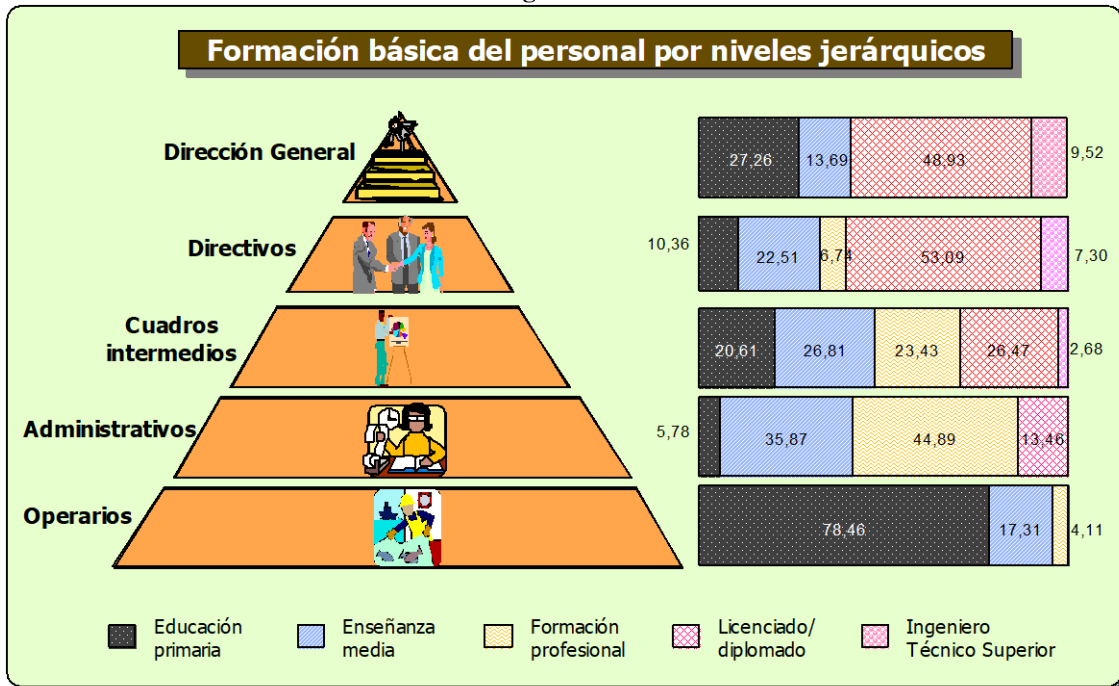 Formación básica del personal por niveles jerárquicos
Dirección General
27,26 13,69 48,93 9,52
Directivos
10,36 22,51 6,74 53,09 7,30
Cuadros
intermedios
20,61 26,81 23,43 26,47 2,68
Administrativos
5,78 35,87 44,89 13,46
Operarios
78,46 17,31 4,11
Educación
primaria
Enseñanza
media
Formación
profesional
Licenciado/
diplomado
Ingeniero
Técnico Superior